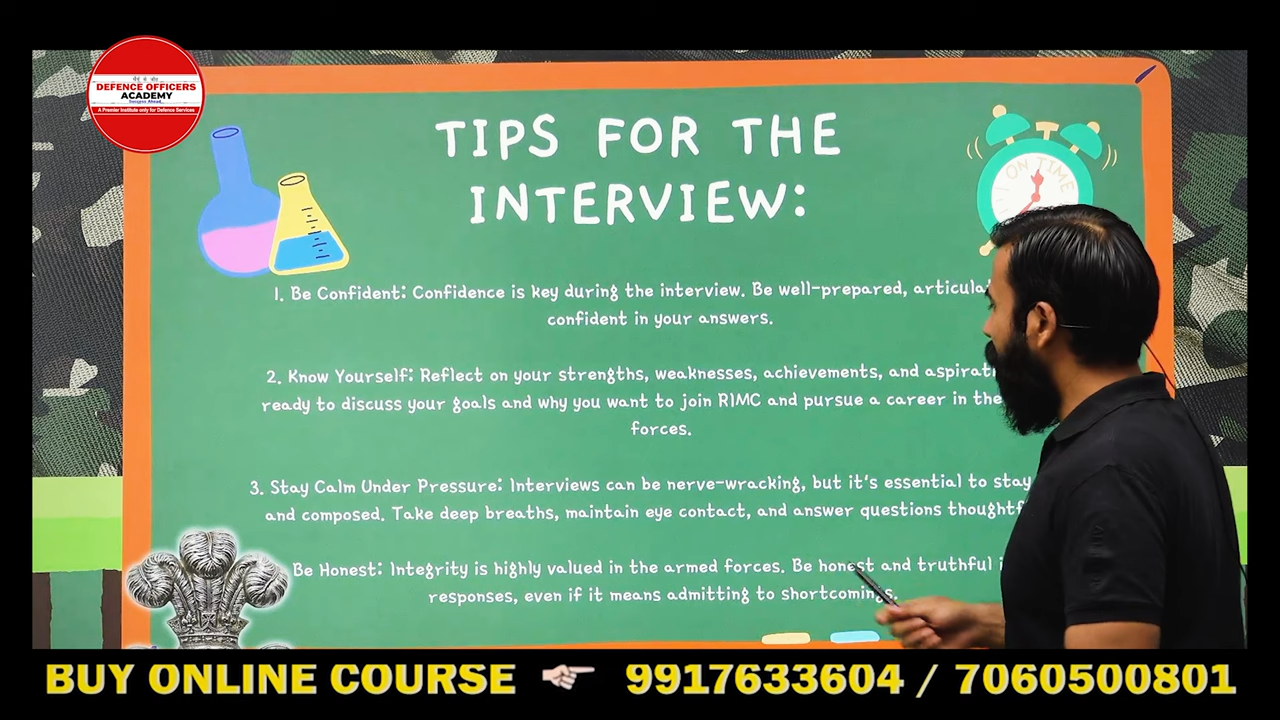 DEFENCE OFFICERS
ACADEMY
Success Ahead...
A Premier Institute only for Defence Services
TIPS FOR THE
INTERVIEW:
ON TIME
1. Be Confident: Confidence is key during the interview. Be well-prepared,
confident in your answers.
2. Know Yourself: Reflect on your strengths, weaknesses, achievements, and
ready to discuss your goals and why you want to join RIMC and pursue a career in the
forces.
3. Stay Calm Under Pressure: Interviews can be nerve-wracking, but it's essential to stay
and composed. Take deep breaths, maintain eye contact, and answer questions
Be Honest: Integrity is highly valued in the armed forces. Be honest and truthful
responses, even if it means admitting to shortcomings.
BUY ONLINE COURSE 9917633604 / 7060500801